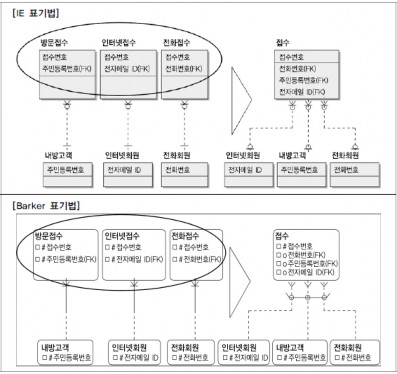 [IE 표기법]
방문접수 인터넷접수 전화접수 접수
접수번호 접수번호 접수번호 접수번호
주민등록번호(FK) 전자메일 ID(FK) 전화번호(FK) 전화번호(FK)
주민등록번호(FK)
전자메일 ID(FK)
내방고객 인터넷회원 전화회원 인터넷회원 내방고객 전화회원
주민등록번호 전자메일 ID 전화번호 전자메일 ID 주민등록번호 전화번호
[Barker 표기법]
방문접수 인터넷접수 전화접수 접수
□ # 접수번호 □ # 접수번호 □ # 접수번호 □ # 접수번호
□ # 주민등록번호(FK) □ # 전자메일 ID(FK) □ # 전화번호(FK) □ o 전화번호(FK)
□ o 주민등록번호(FK)
□ o 전자메일 ID(FK)
내방고객 인터넷회원 전화회원 인터넷회원 내방고객 전화회원
□ # 주민등록번호 □ # 전자메일 ID □ # 전화번호 □ # 전자메일 ID □ # 주민등록번호 □ # 전화번호